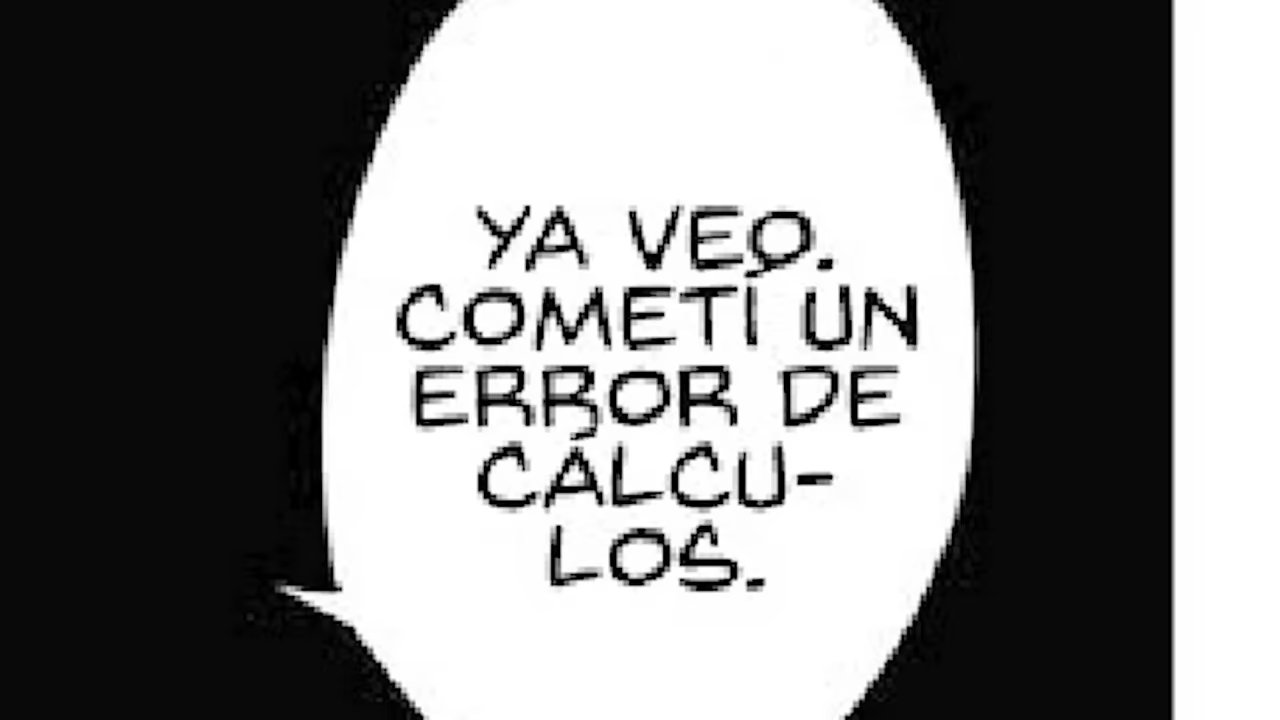 YA VEO.
COMETÍ UN
ERROR DE
CÁLCU-
LOS.